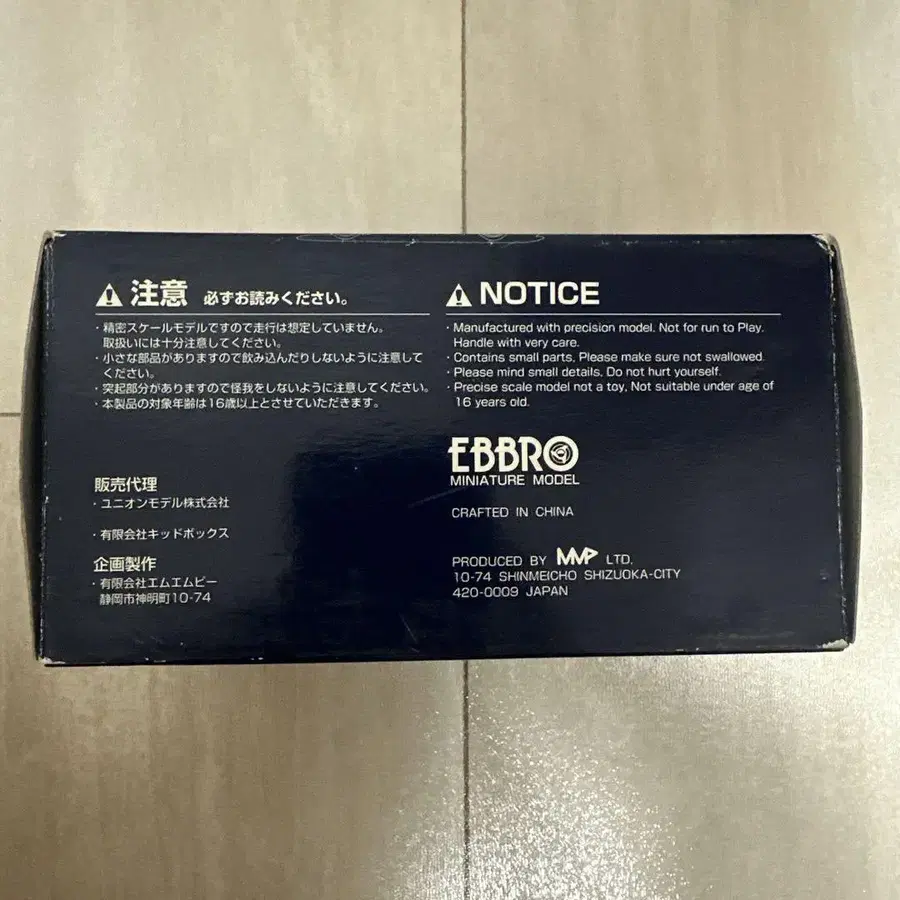 注意 必ずお読みください。
・精密スケールモデルですので走行は想定していません。
取扱いには十分注意してください。
・小さな部品がありますので飲み込んだりしないように注意して
ください。
・突起部分がありますので怪我をしないように注意してください。
・本製品の対象年齢は16歳以上とさせていただきます。
販売代理
・ユニオンモデル株式会社
・有限会社キッドボックス
企画製作
・有限会社エムエムピー
静岡市神明町10-74
NOTICE
・Manufactured with precision model. Not for run to Play.
Handle with very care.
・Contains small parts, Please make sure not swallowed.
・Please mind small details, Do not hurt yourself.
・Precise scale model not a toy, Not suitable under age of
16 years old.
EBBRO
MINIATURE MODEL
CRAFTED IN CHINA
PRODUCED BY MMP LTD.
10-74 SHINMEICHO SHIZUOKA-CITY
420-0009 JAPAN